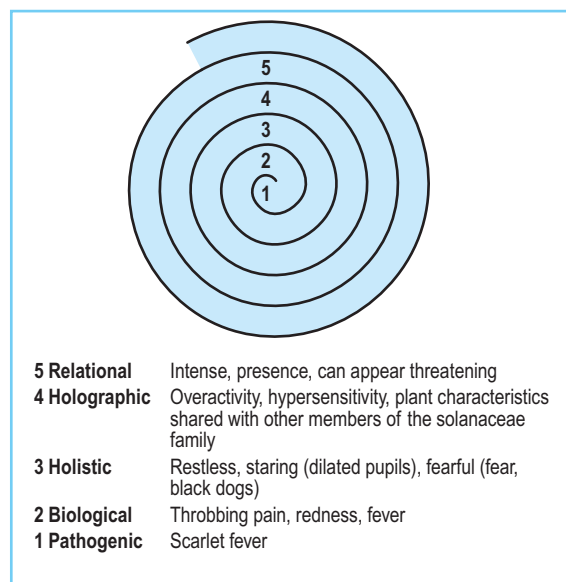 5
4
3
2
1
5 Relational Intense, presence, can appear threatening
4 Holographic Overactivity, hypersensitivity, plant characteristics
shared with other members of the solanaceae
family
3 Holistic Restless, staring (dilated pupils), fearful (fear,
black dogs)
2 Biological Throbbing pain, redness, fever
1 Pathogenic Scarlet fever